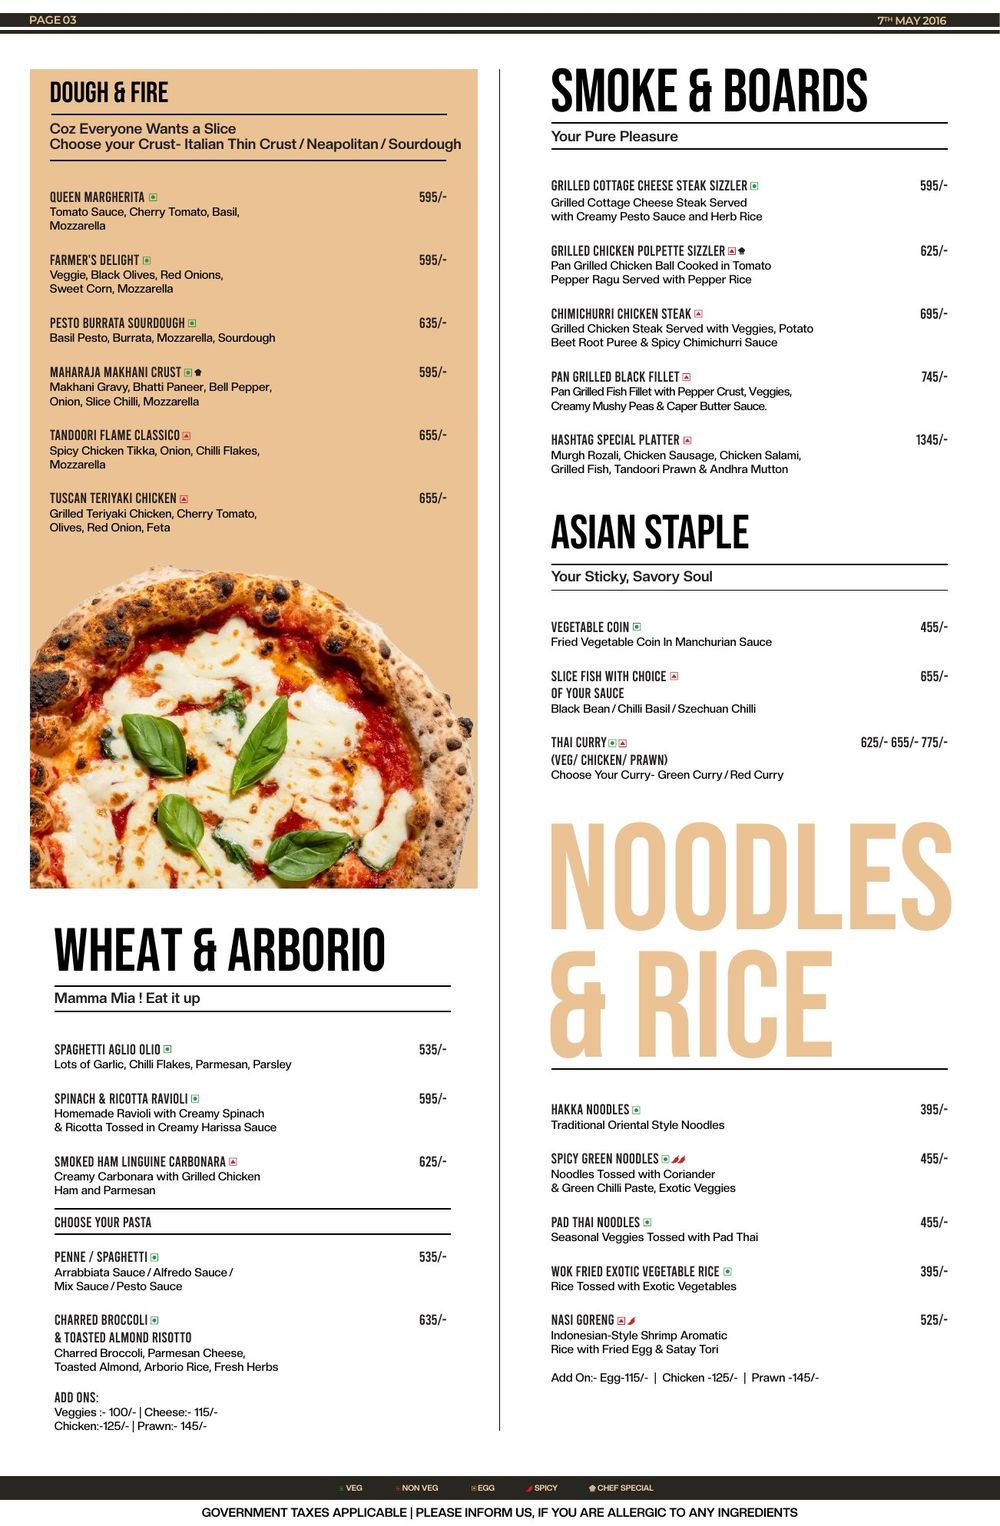 PAGE 03
7TH MAY 2016
DOUGH & FIRE
Coz Everyone Wants a Slice
Choose your Crust- Italian Thin Crust / Neapolitan / Sourdough
QUEEN MARGHERITA 595/-
Tomato Sauce, Cherry Tomato, Basil,
Mozzarella
FARMER'S DELIGHT 595/-
Veggie, Black Olives, Red Onions,
Sweet Corn, Mozzarella
PESTO BURRATA SOURDOUGH 635/-
Basil Pesto, Burrata, Mozzarella, Sourdough
MAHARAJA MAKHANI CRUST 595/-
Makhani Gravy, Bhatti Paneer, Bell Pepper,
Onion, Slice Chilli, Mozzarella
TANDOORI FLAME CLASSICO 655/-
Spicy Chicken Tikka, Onion, Chilli Flakes,
Mozzarella
TUSCAN TERIYAKI CHICKEN 655/-
Grilled Teriyaki Chicken, Cherry Tomato,
Olives, Red Onion, Feta
WHEAT & ARBORIO
Mamma Mia ! Eat it up
SPAGHETTI AGLIO OLIO 535/-
Lots of Garlic, Chilli Flakes, Parmesan, Parsley
SPINACH & RICOTTA RAVIOLI 595/-
Homemade Ravioli with Creamy Spinach
& Ricotta Tossed in Creamy Harissa Sauce
SMOKED HAM LINGUINE CARBONARA 625/-
Creamy Carbonara with Grilled Chicken
Ham and Parmesan
CHOOSE YOUR PASTA
PENNE / SPAGHETTI 535/-
Arrabbiata Sauce / Alfredo Sauce /
Mix Sauce / Pesto Sauce
CHARRED BROCCOLI 635/-
& TOASTED ALMOND RISOTTO
Charred Broccoli, Parmesan Cheese,
Toasted Almond, Arborio Rice, Fresh Herbs
ADD ONS:
Veggies :- 100/- | Cheese:- 115/-
Chicken:-125/- | Prawn:- 145/-
SMOKE & BOARDS
Your Pure Pleasure
GRILLED COTTAGE CHEESE STEAK SIZZLER 595/-
Grilled Cottage Cheese Steak Served
with Creamy Pesto Sauce and Herb Rice
GRILLED CHICKEN POLPETTE SIZZLER 625/-
Pan Grilled Chicken Ball Cooked in Tomato
Pepper Ragu Served with Pepper Rice
CHIMICHURRI CHICKEN STEAK 695/-
Grilled Chicken Steak Served with Veggies, Potato
Beet Root Puree & Spicy Chimichurri Sauce
PAN GRILLED BLACK FILLET 745/-
Pan Grilled Fish Fillet with Pepper Crust, Veggies,
Creamy Mushy Peas & Caper Butter Sauce.
HASHTAG SPECIAL PLATTER 1345/-
Murgh Rozali, Chicken Sausage, Chicken Salami,
Grilled Fish, Tandoori Prawn & Andhra Mutton
ASIAN STAPLE
Your Sticky, Savory Soul
VEGETABLE COIN 455/-
Fried Vegetable Coin In Manchurian Sauce
SLICE FISH WITH CHOICE 655/-
OF YOUR SAUCE
Black Bean / Chilli Basil / Szechuan Chilli
THAI CURRY 625/- 655/- 775/-
(VEG/ CHICKEN/ PRAWN)
Choose Your Curry- Green Curry / Red Curry
NOODLES
& RICE
HAKKA NOODLES 395/-
Traditional Oriental Style Noodles
SPICY GREEN NOODLES 455/-
Noodles Tossed with Coriander
& Green Chilli Paste, Exotic Veggies
PAD THAI NOODLES 455/-
Seasonal Veggies Tossed with Pad Thai
WOK FRIED EXOTIC VEGETABLE RICE 395/-
Rice Tossed with Exotic Vegetables
NASI GORENG 525/-
Indonesian-Style Shrimp Aromatic
Rice with Fried Egg & Satay Tori
Add On:- Egg-115/- | Chicken -125/- | Prawn -145/-
VEG NON VEG EGG SPICY CHEF SPECIAL
GOVERNMENT TAXES APPLICABLE | PLEASE INFORM US, IF YOU ARE ALLERGIC TO ANY INGREDIENTS